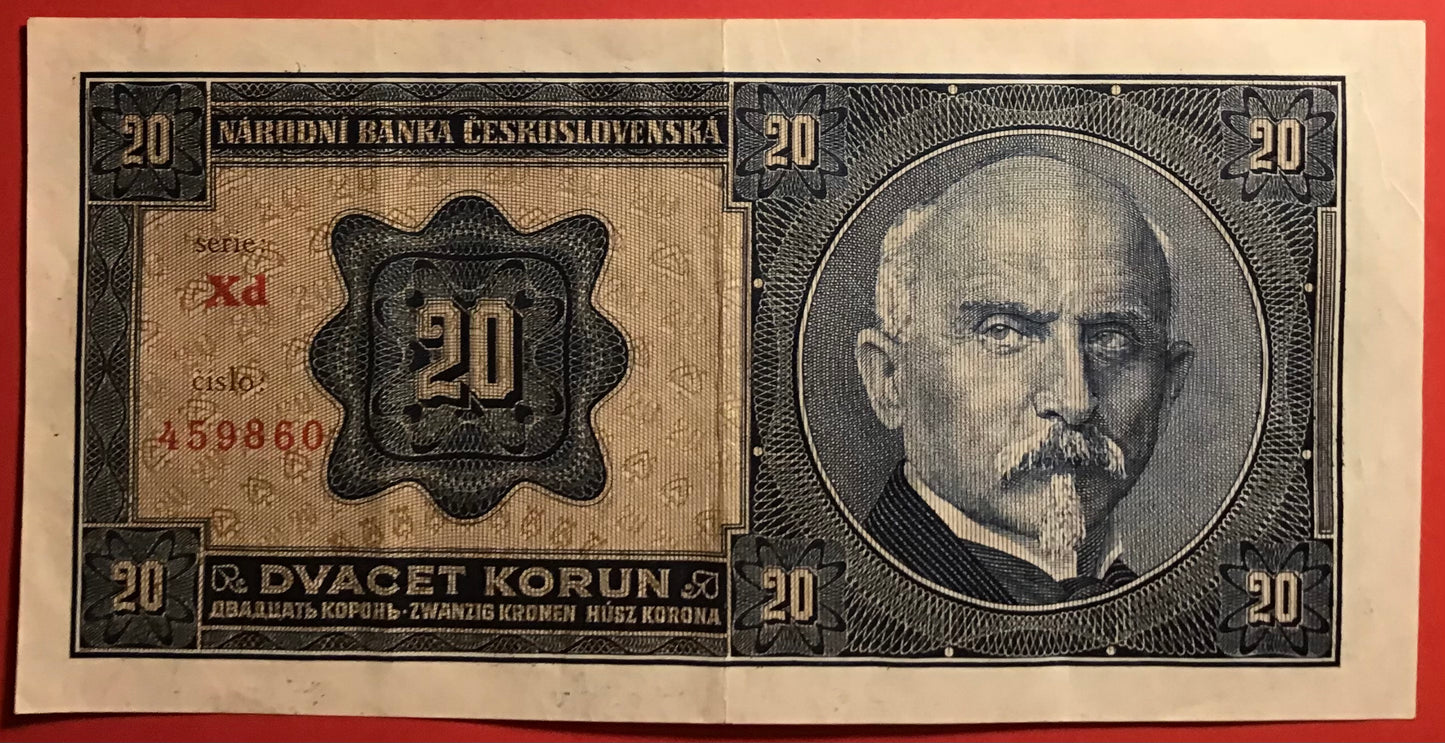 20
NÁRODNÍ BANKA ČESKOSLOVENSKÁ
20
20
serie:
Xd
20
číslo:
459860
20
DVACET KORUN
20
20
ДВАДЦАТЬ КОРОНЬ · ZWANZIG KRONEN HÚSZ KORONA